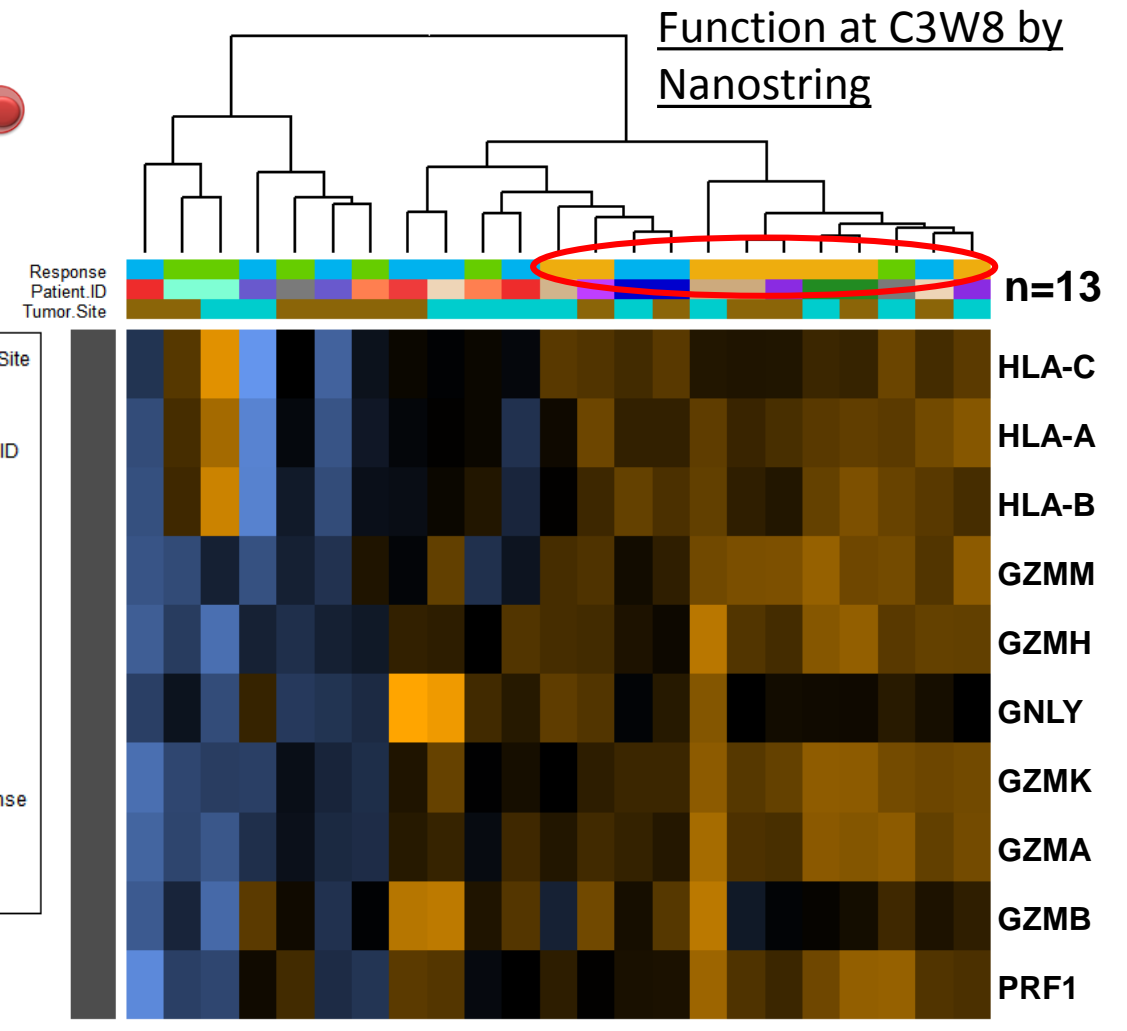 Function at C3W8 by
Nanostring
Response
Patient.ID
Tumor.Site
n=13
Site
ID
nse
HLA-C
HLA-A
HLA-B
GZMM
GZMH
GNLY
GZMK
GZMA
GZMB
PRF1